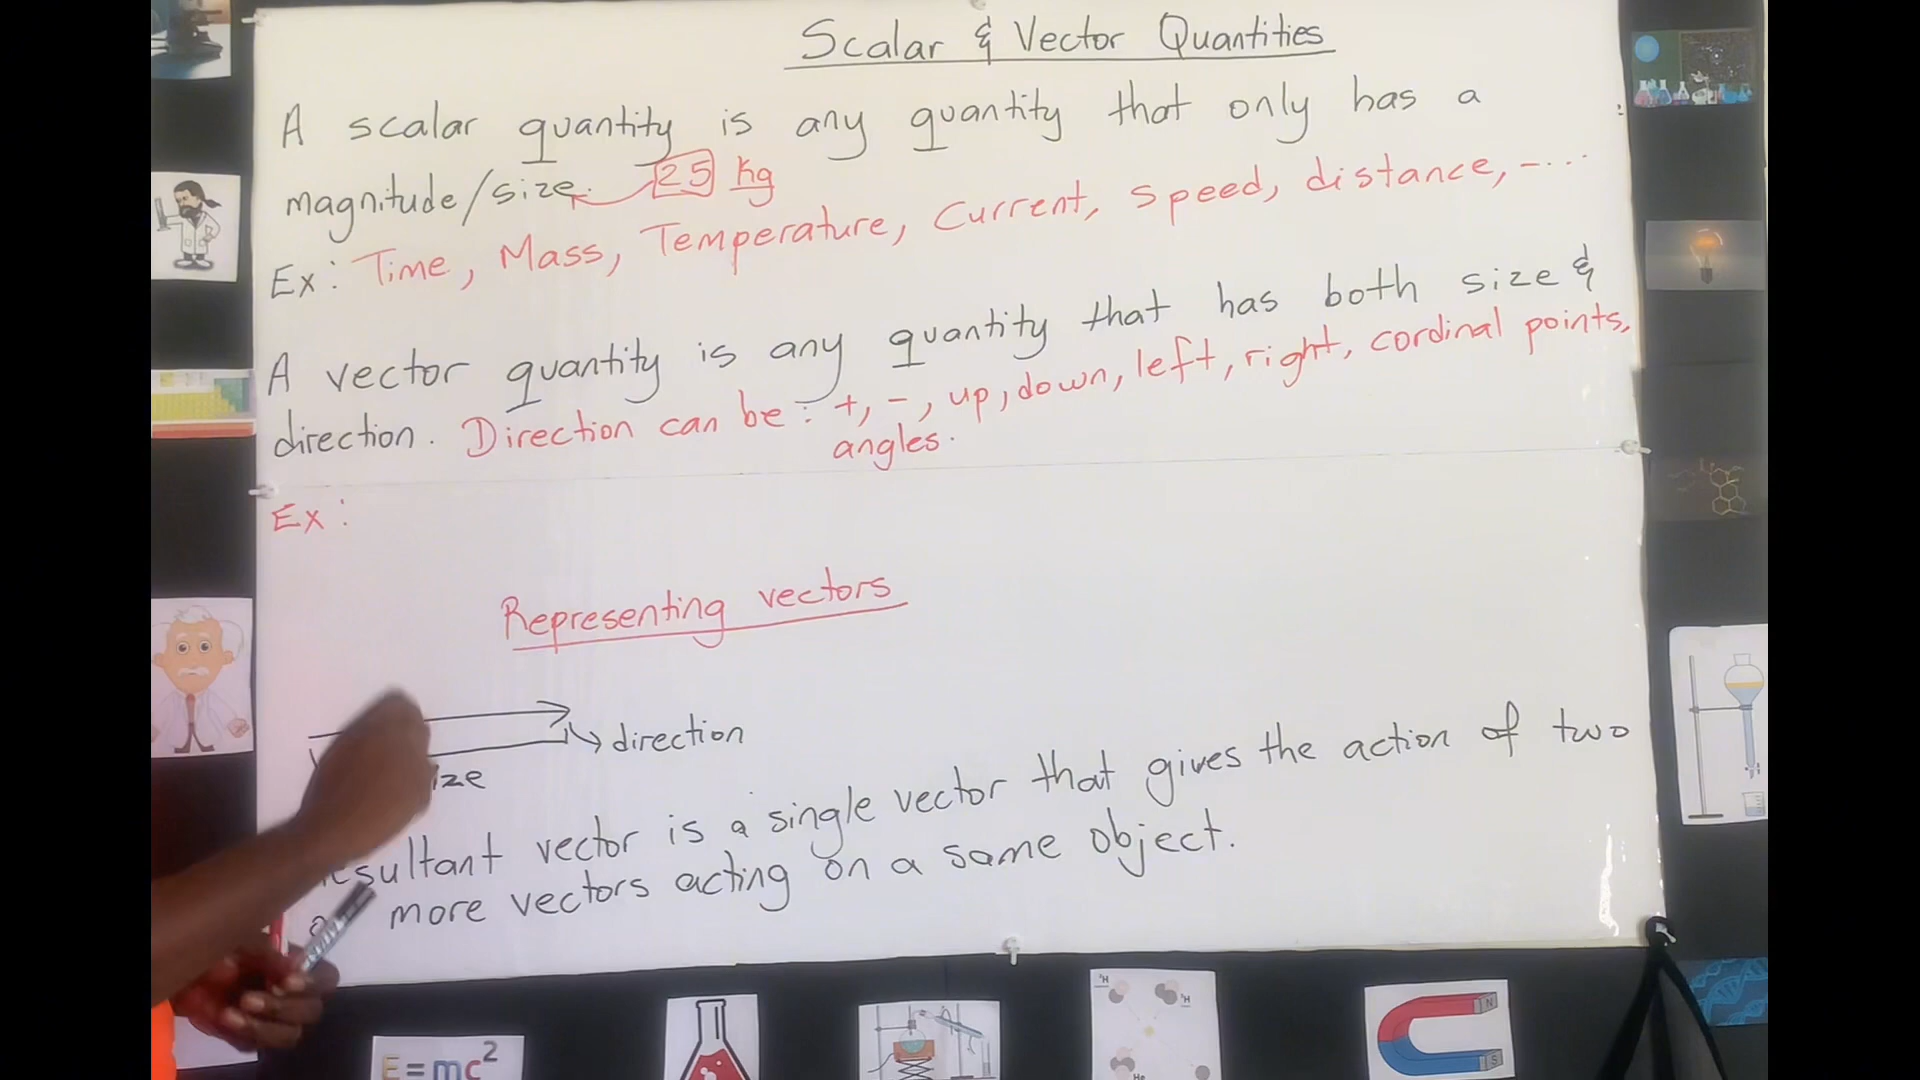 Scalar & Vector Quantities
A scalar quantity is any quantity that only has a
magnitude/size. 25 kg
Ex: Time, Mass, Temperature, Current, Speed, distance, -...
A vector quantity is any quantity that has both size &
direction. Direction can be: +, -, up, down, left, right, cordinal points,
angles.
Ex:
Representing vectors
direction
ize
esultant vector is a single vector that gives the action of two
more vectors acting on a same object.
E=mc²
N
S